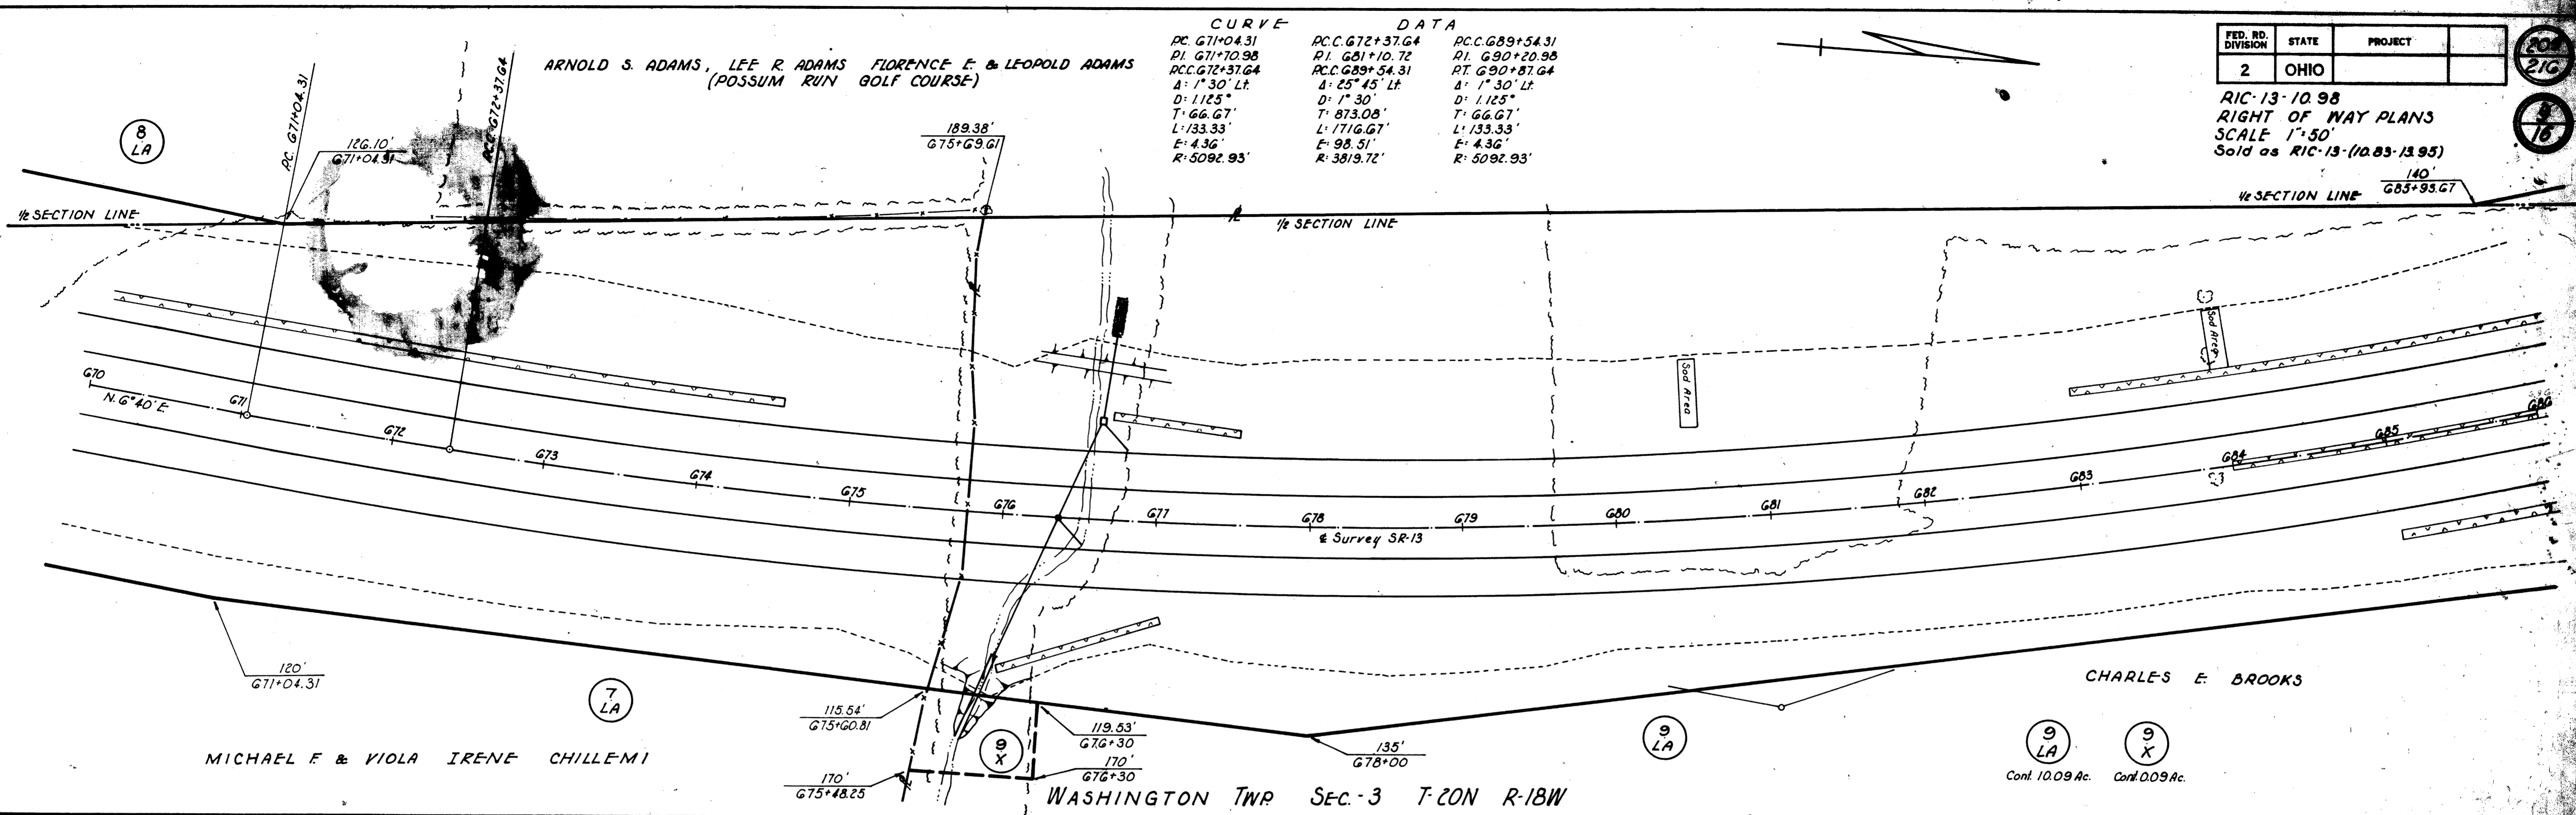 CURVE DATA
P.C. 671+04.31
P.I. 671+70.98
P.C.C. 672+37.64
Δ: 1°30' Lt.
D: 1.125°
T: 66.67'
L: 133.33'
E: 4.36'
R: 5092.93'
P.C.C. 672+37.64
P.I. 681+10.72
P.C.C. 689+54.31
Δ: 25°45' Lt.
D: 1°30'
T: 873.08'
L: 1716.67'
E: 98.51'
R: 3819.72'
P.C.C. 689+54.31
P.I. 690+20.98
P.T. 690+87.64
Δ: 1°30' Lt.
D: 1.125°
T: 66.67'
L: 133.33'
E: 4.36'
R: 5092.93'
FED. RD. DIVISION STATE PROJECT
2 OHIO
216
9
16
RIC-13-10.98
RIGHT OF WAY PLANS
SCALE 1"=50'
Sold as RIC-13-(10.83-13.95)
ARNOLD S. ADAMS, LEE R. ADAMS FLORENCE E. & LEOPOLD ADAMS
(POSSUM RUN GOLF COURSE)
8
LA
P.C. 671+04.31
126.10'
671+04.31
P.C.C. 672+37.64
189.38'
675+69.61
140'
685+93.67
1/2 SECTION LINE
1/2 SECTION LINE
1/2 SECTION LINE
Sod Area
Sod Area
670
N. 6°40' E.
671
672
673
674
675
676
677
678
679
680
681
682
683
684
685
686
℄ Survey SR-13
120'
671+04.31
7
LA
115.54'
675+60.81
119.53'
676+30
9
X
170'
675+48.25
170'
676+30
135'
678+00
9
LA
CHARLES E. BROOKS
9
LA
Cont. 10.09 Ac.
9
X
Cont. 0.09 Ac.
MICHAEL F. & VIOLA IRENE CHILLEMI
WASHINGTON TWP. SEC.-3 T-20N R-18W